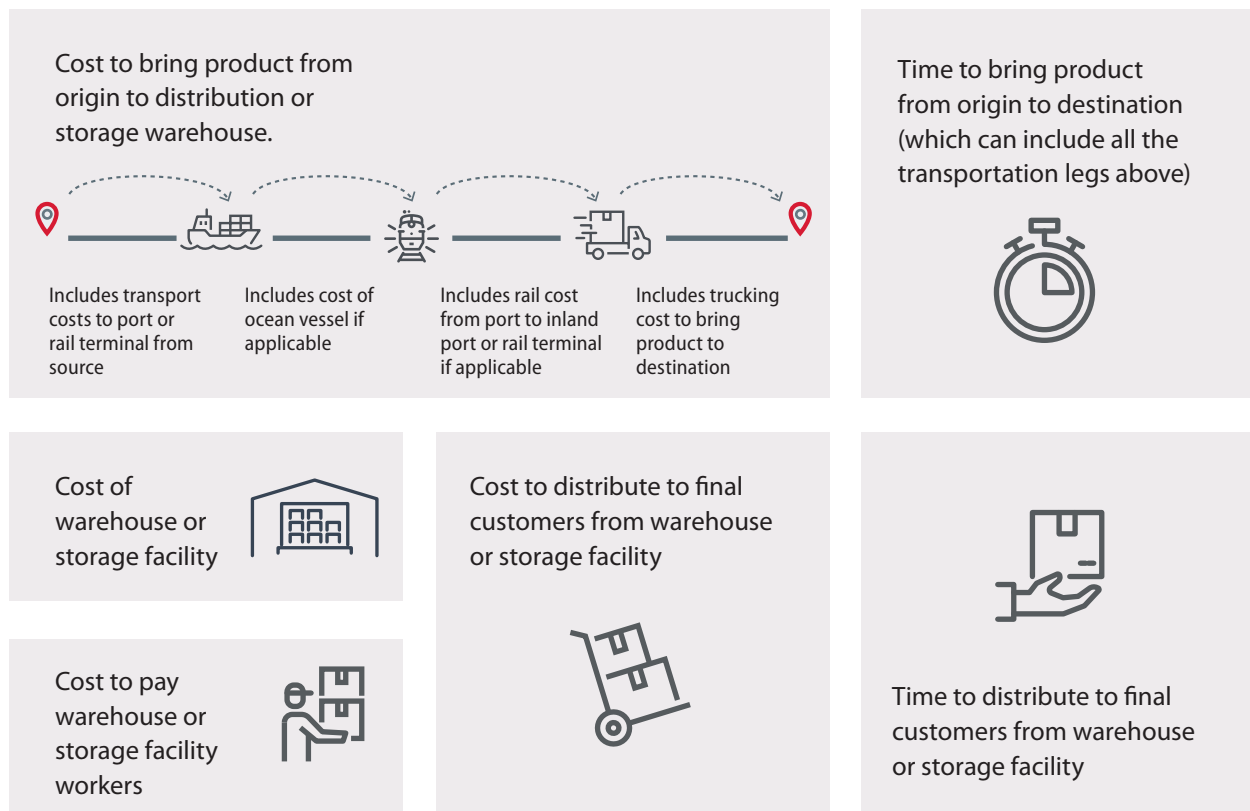 Cost to bring product from
origin to distribution or
storage warehouse.
Includes transport
costs to port or
rail terminal from
source
Includes cost of
ocean vessel if
applicable
Includes rail cost
from port to inland
port or rail terminal
if applicable
Includes trucking
cost to bring
product to
destination
Time to bring product
from origin to destination
(which can include all the
transportation legs above)
Cost of
warehouse or
storage facility
Cost to pay
warehouse or
storage facility
workers
Cost to distribute to final
customers from warehouse
or storage facility
Time to distribute to final
customers from warehouse
or storage facility